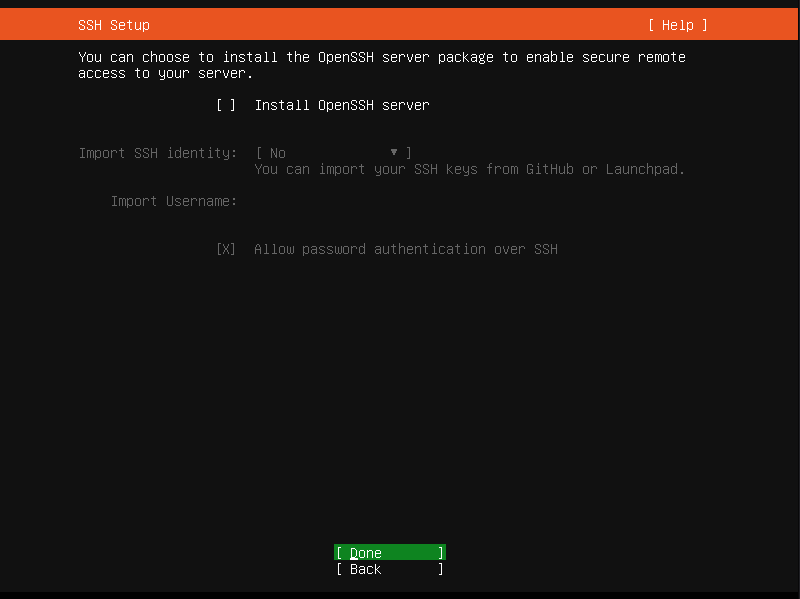 SSH Setup [ Help ]
You can choose to install the OpenSSH server package to enable secure remote
access to your server.
[ ] Install OpenSSH server
Import SSH identity: [ No ▾ ]
You can import your SSH keys from GitHub or Launchpad.
Import Username:
[X] Allow password authentication over SSH
[ Done ]
[ Back ]